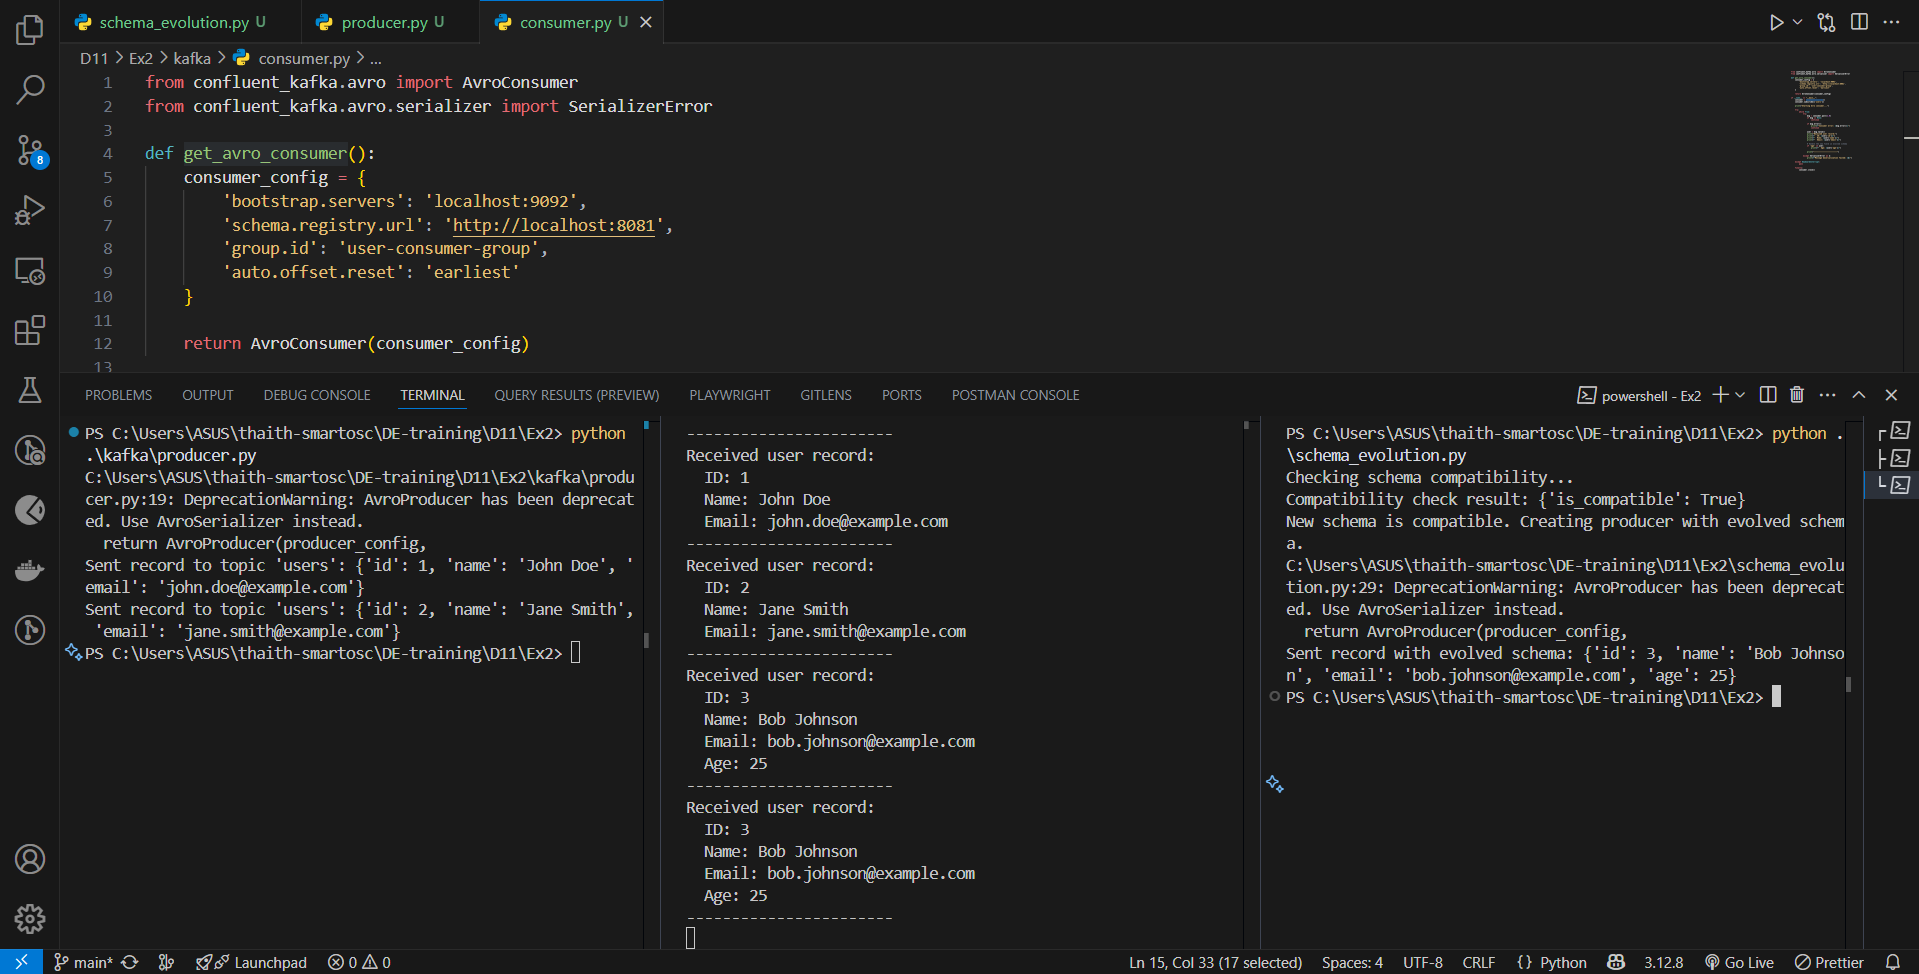 schema_evolution.py U
producer.py U
consumer.py U
D11 > Ex2 > kafka > consumer.py > ...
1 from confluent_kafka.avro import AvroConsumer
2 from confluent_kafka.avro.serializer import SerializerError
3
4 def get_avro_consumer():
5 consumer_config = {
6 'bootstrap.servers': 'localhost:9092',
7 'schema.registry.url': 'http://localhost:8081',
8 'group.id': 'user-consumer-group',
9 'auto.offset.reset': 'earliest'
10 }
11
12 return AvroConsumer(consumer_config)
13
8
PROBLEMS OUTPUT DEBUG CONSOLE TERMINAL QUERY RESULTS (PREVIEW) PLAYWRIGHT GITLENS PORTS POSTMAN CONSOLE
powershell - Ex2
PS C:\Users\ASUS\thaith-smartosc\DE-training\D11\Ex2> python
.\kafka\producer.py
C:\Users\ASUS\thaith-smartosc\DE-training\D11\Ex2\kafka\produ
cer.py:19: DeprecationWarning: AvroProducer has been deprecat
ed. Use AvroSerializer instead.
return AvroProducer(producer_config,
Sent record to topic 'users': {'id': 1, 'name': 'John Doe', '
email': 'john.doe@example.com'}
Sent record to topic 'users': {'id': 2, 'name': 'Jane Smith',
'email': 'jane.smith@example.com'}
PS C:\Users\ASUS\thaith-smartosc\DE-training\D11\Ex2>
-----------------------
Received user record:
ID: 1
Name: John Doe
Email: john.doe@example.com
-----------------------
Received user record:
ID: 2
Name: Jane Smith
Email: jane.smith@example.com
-----------------------
Received user record:
ID: 3
Name: Bob Johnson
Email: bob.johnson@example.com
Age: 25
-----------------------
Received user record:
ID: 3
Name: Bob Johnson
Email: bob.johnson@example.com
Age: 25
-----------------------
PS C:\Users\ASUS\thaith-smartosc\DE-training\D11\Ex2> python .
\schema_evolution.py
Checking schema compatibility...
Compatibility check result: {'is_compatible': True}
New schema is compatible. Creating producer with evolved schem
a.
C:\Users\ASUS\thaith-smartosc\DE-training\D11\Ex2\schema_evolu
tion.py:29: DeprecationWarning: AvroProducer has been deprecat
ed. Use AvroSerializer instead.
return AvroProducer(producer_config,
Sent record with evolved schema: {'id': 3, 'name': 'Bob Johnso
n', 'email': 'bob.johnson@example.com', 'age': 25}
PS C:\Users\ASUS\thaith-smartosc\DE-training\D11\Ex2>
main* Launchpad 0 0
Ln 15, Col 33 (17 selected) Spaces: 4 UTF-8 CRLF {} Python 3.12.8 Go Live Prettier